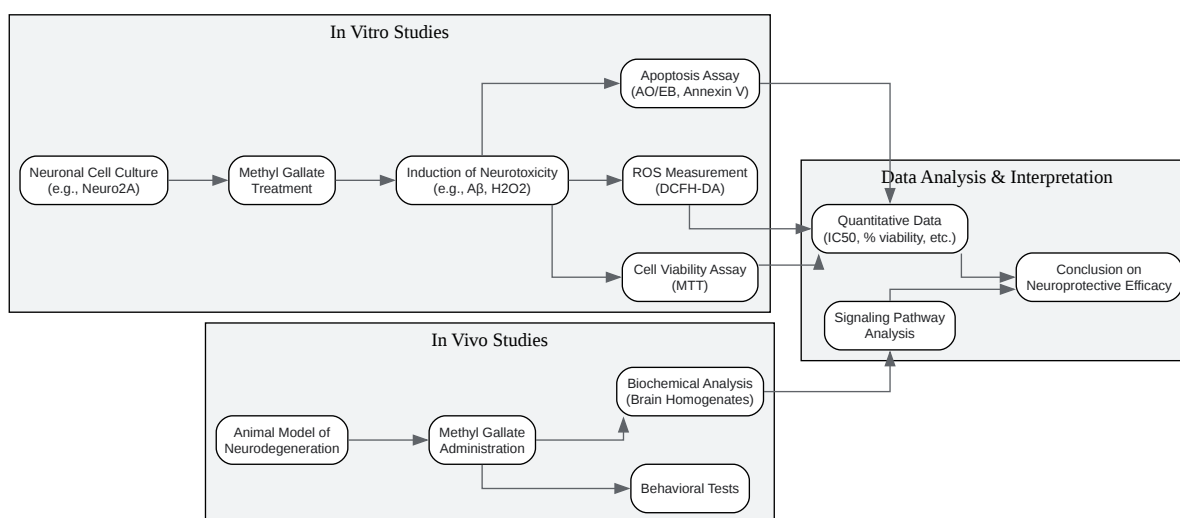 In Vitro Studies
Apoptosis Assay
(AO/EB, Annexin V)
Neuronal Cell Culture
(e.g., Neuro2A)
Methyl Gallate
Treatment
Induction of Neurotoxicity
(e.g., Aβ, H2O2)
ROS Measurement
(DCFH-DA)
Cell Viability Assay
(MTT)
Data Analysis & Interpretation
Quantitative Data
(IC50, % viability, etc.)
Conclusion on
Neuroprotective Efficacy
Signaling Pathway
Analysis
In Vivo Studies
Biochemical Analysis
(Brain Homogenates)
Animal Model of
Neurodegeneration
Methyl Gallate
Administration
Behavioral Tests